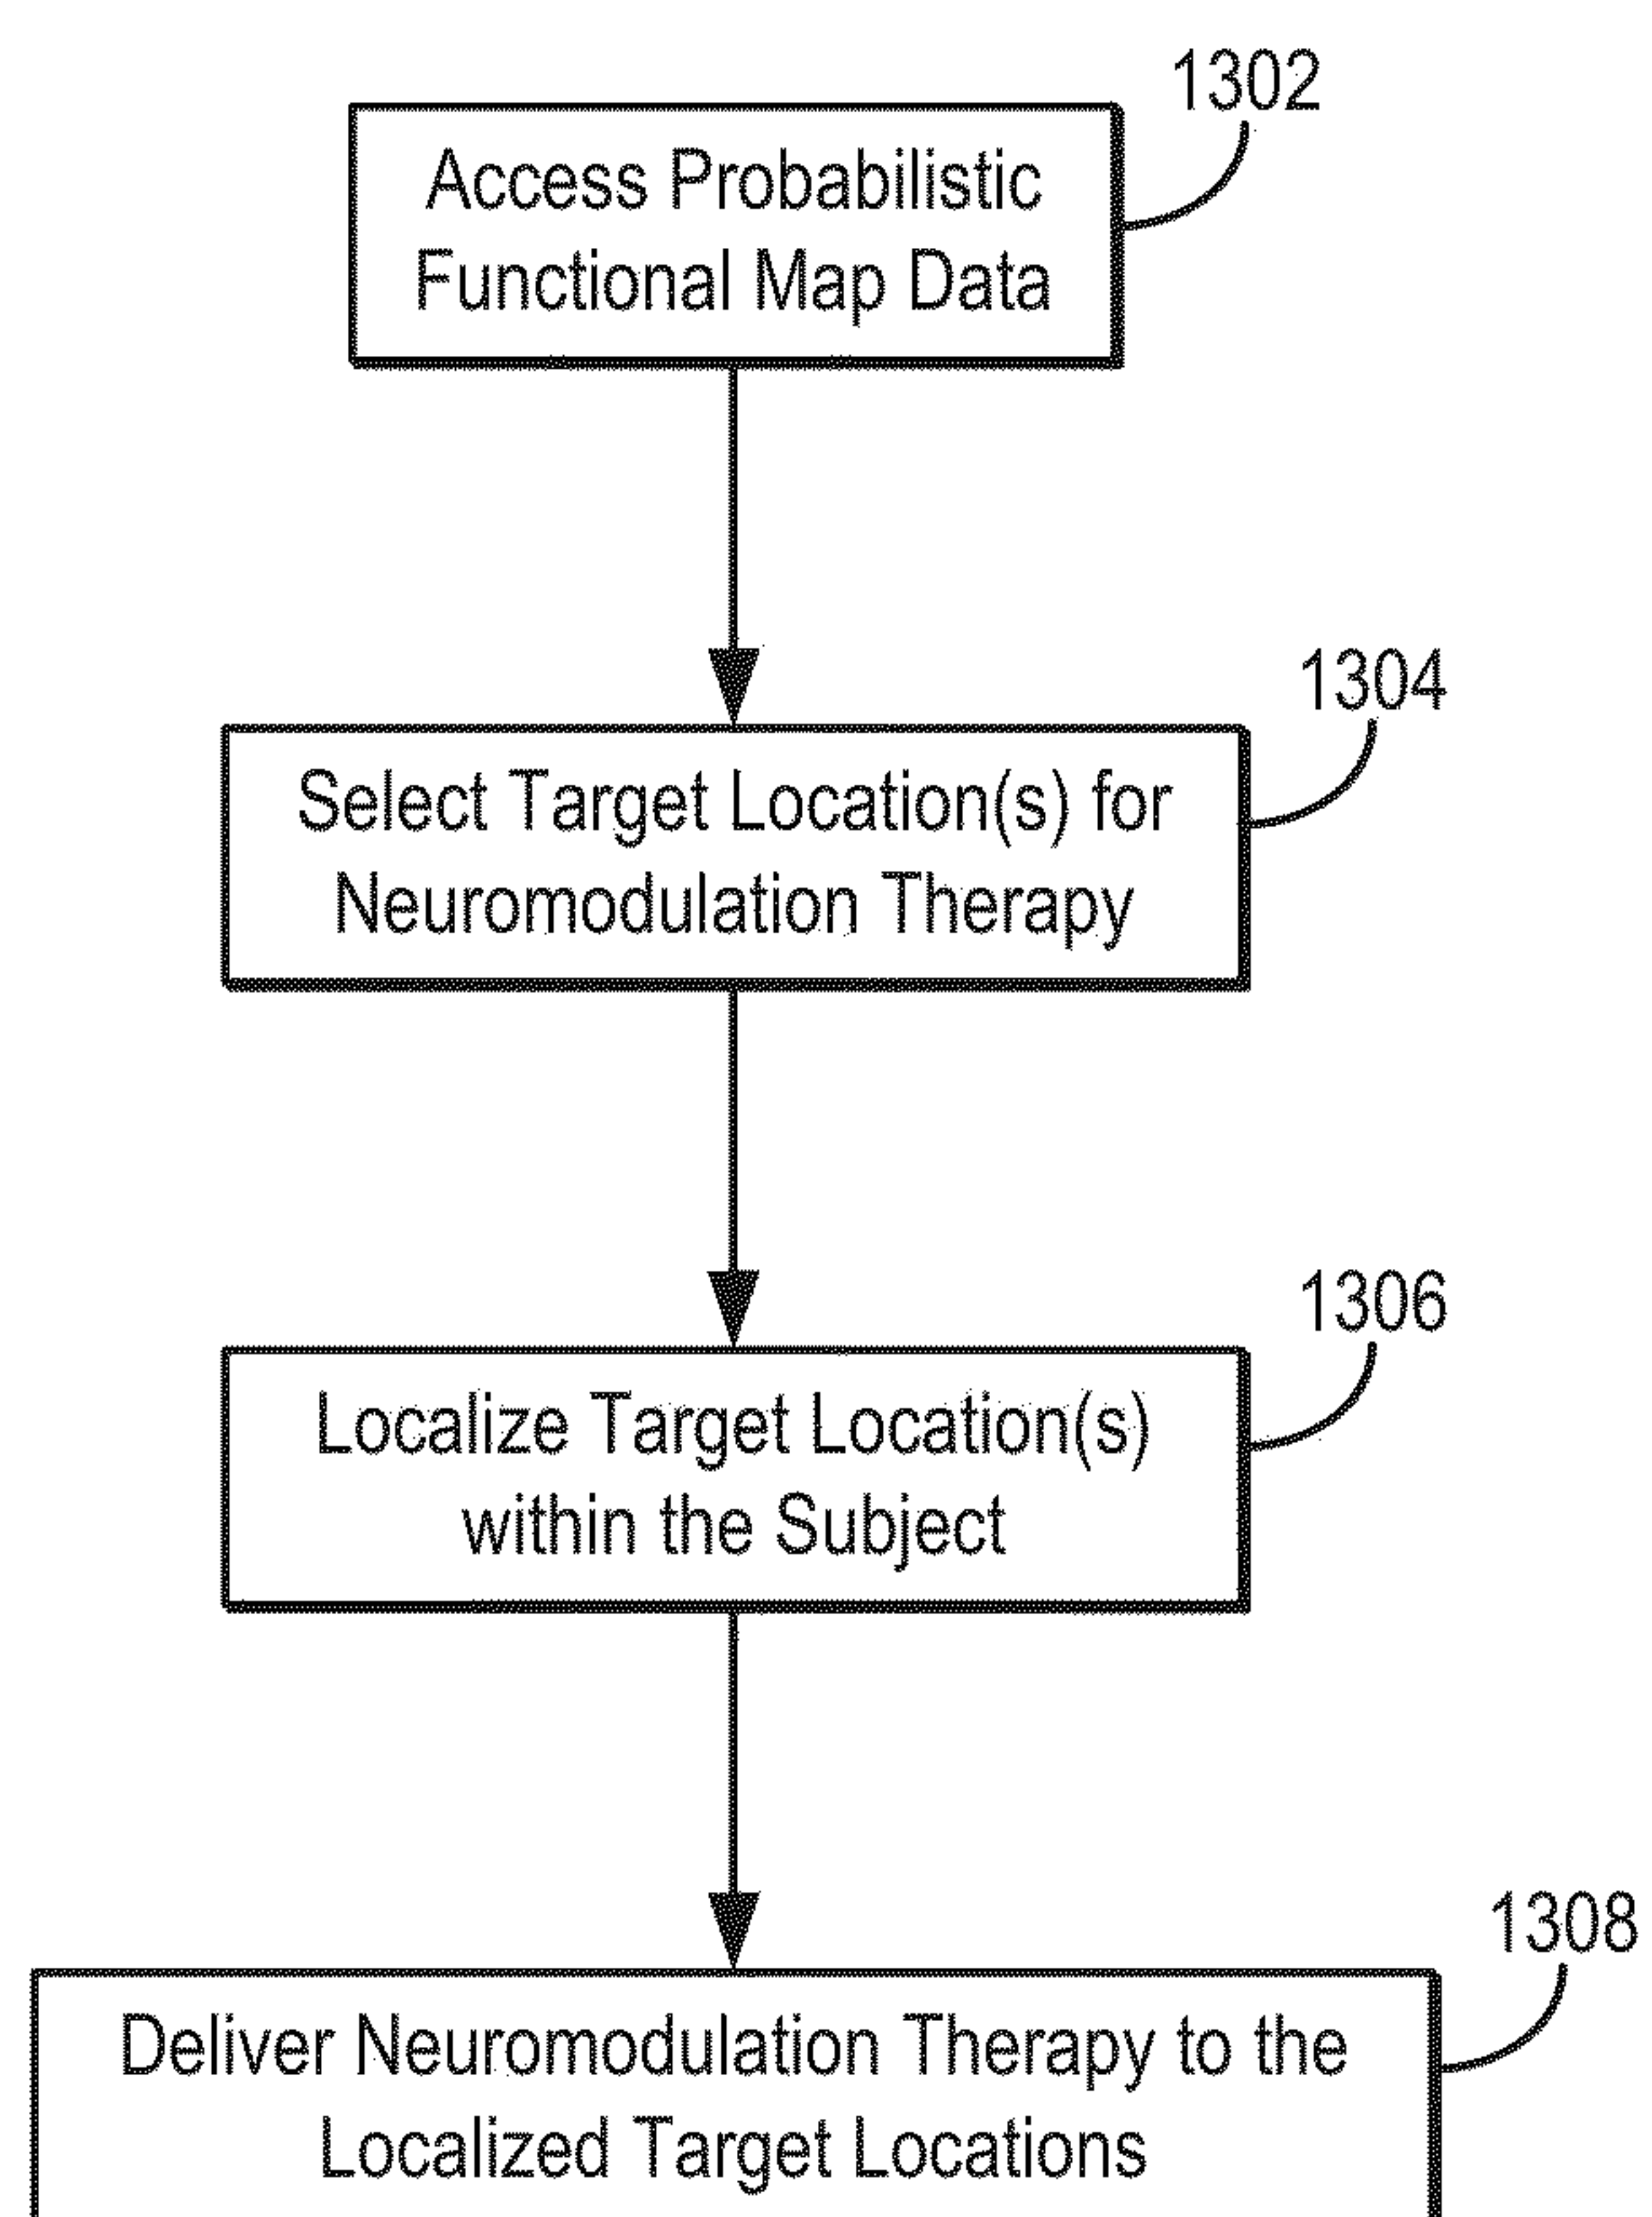 1302
Access Probabilistic
Functional Map Data
1304
Select Target Location(s) for
Neuromodulation Therapy
1306
Localize Target Location(s)
within the Subject
1308
Deliver Neuromodulation Therapy to the
Localized Target Locations